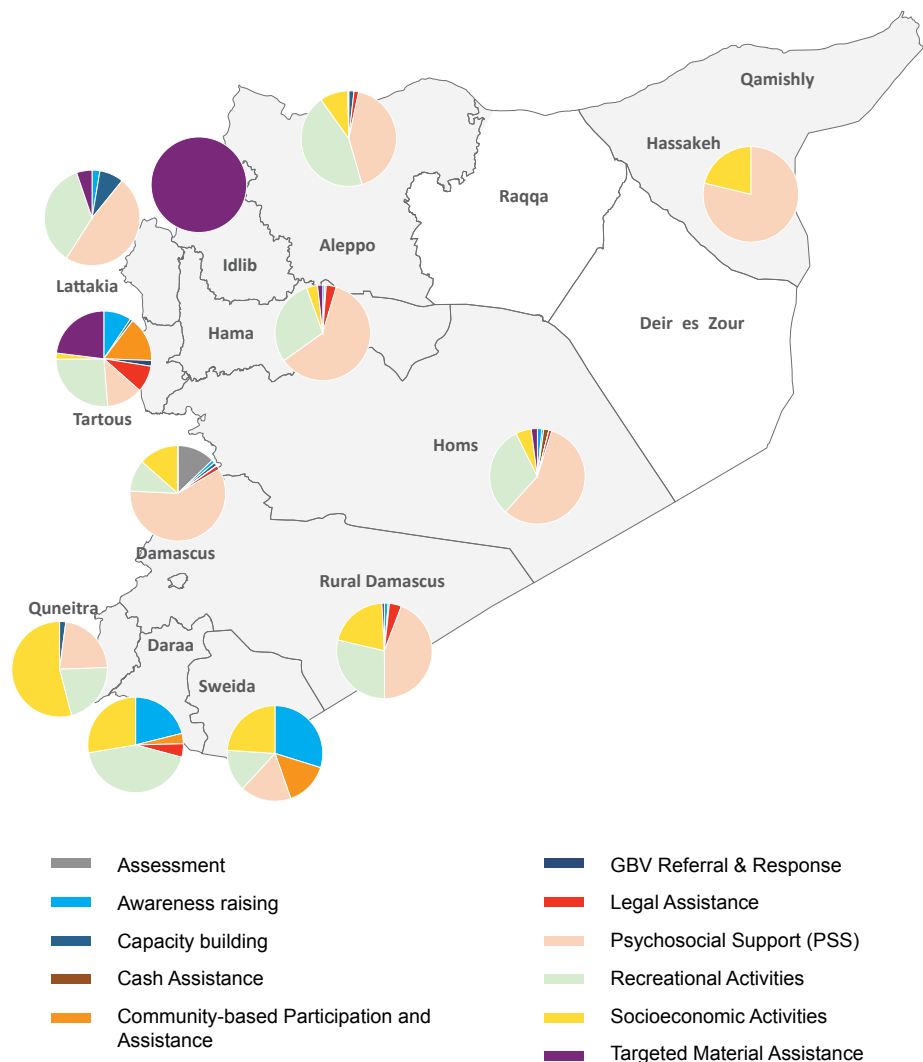 Qamishly
Hassakeh
Raqqa
Aleppo
Idlib
Lattakia
Deir es Zour
Hama
Tartous
Homs
Damascus
Rural Damascus
Quneitra
Daraa
Sweida
Assessment
Awareness raising
Capacity building
Cash Assistance
Community-based Participation and
Assistance
GBV Referral & Response
Legal Assistance
Psychosocial Support (PSS)
Recreational Activities
Socioeconomic Activities
Targeted Material Assistance